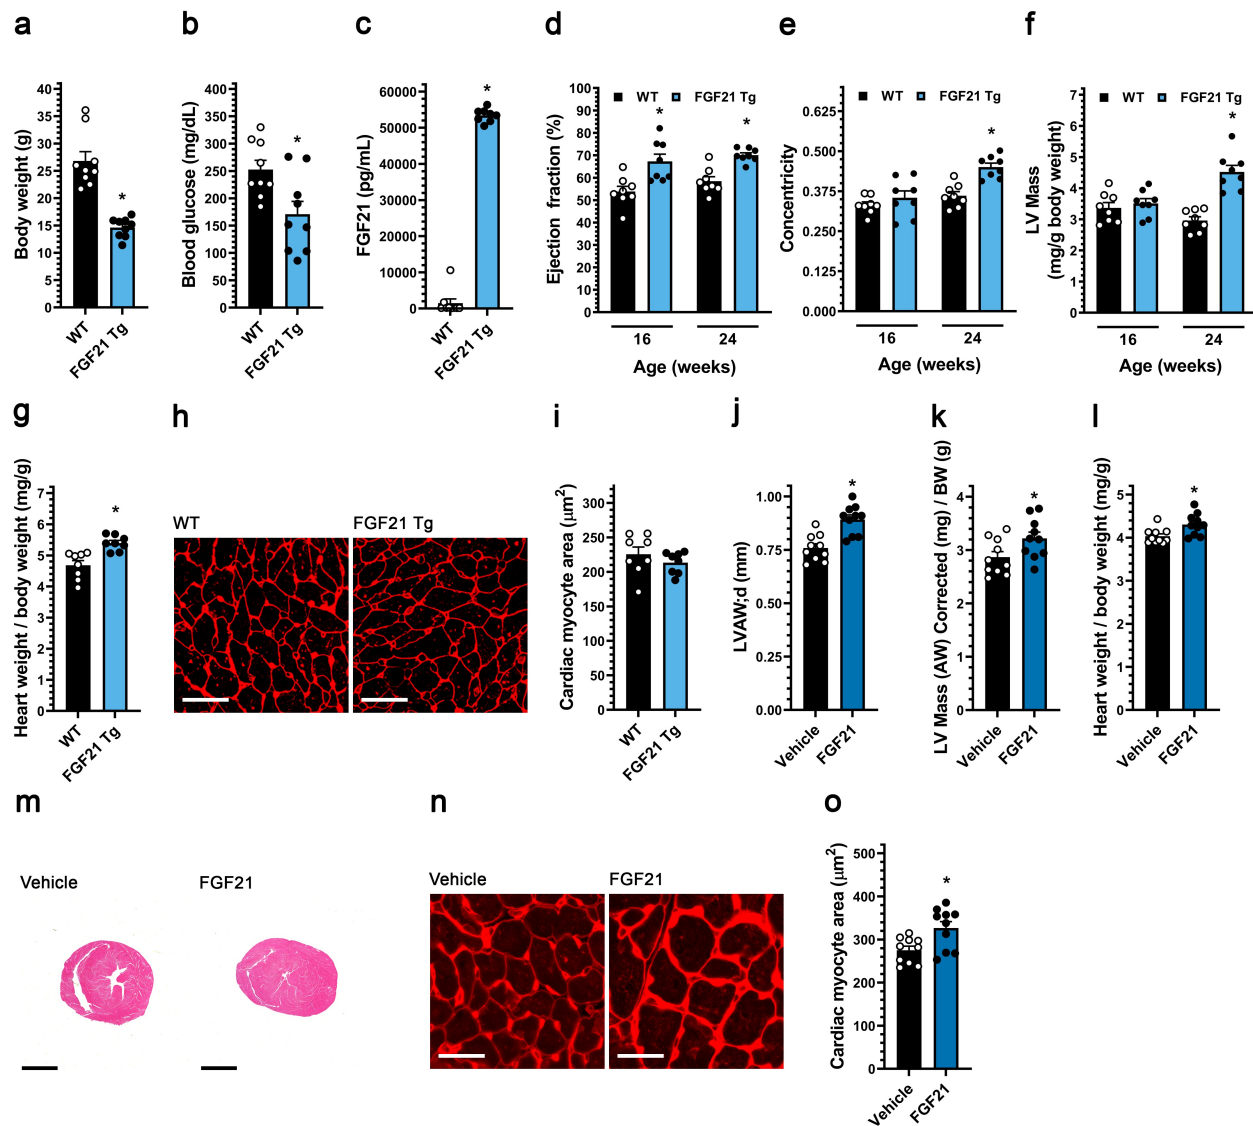 a
Body weight (g)
40
35
30
25
20
15
10
5
0
*
WT
FGF21 Tg
b
Blood glucose (mg/dL)
400
350
300
250
200
150
100
50
0
*
WT
FGF21 Tg
c
FGF21 (pg/mL)
60000
50000
40000
30000
20000
10000
0
*
WT
FGF21 Tg
d
Ejection fraction (%)
100
90
80
70
60
50
40
30
20
10
0
WT FGF21 Tg
*
*
16 24
Age (weeks)
e
Concentricity
0.625
0.500
0.375
0.250
0.125
0.000
WT FGF21 Tg
*
16 24
Age (weeks)
f
LV Mass
(mg/g body weight)
7
6
5
4
3
2
1
0
WT FGF21 Tg
*
16 24
Age (weeks)
g
Heart weight / body weight (mg/g)
7
6
5
4
3
2
1
0
*
WT
FGF21 Tg
h
WT FGF21 Tg
i
Cardiac myocyte area (μm²)
300
250
200
150
100
50
0
WT
FGF21 Tg
j
LVAW;d (mm)
1.00
0.75
0.50
0.25
0.00
*
Vehicle
FGF21
k
LV Mass (AW) Corrected (mg) / BW (g)
4
3
2
1
0
*
Vehicle
FGF21
l
Heart weight / body weight (mg/g)
5
4
3
2
1
0
*
Vehicle
FGF21
m
Vehicle FGF21
n
Vehicle FGF21
o
Cardiac myocyte area (μm²)
500
400
300
200
100
0
*
Vehicle
FGF21